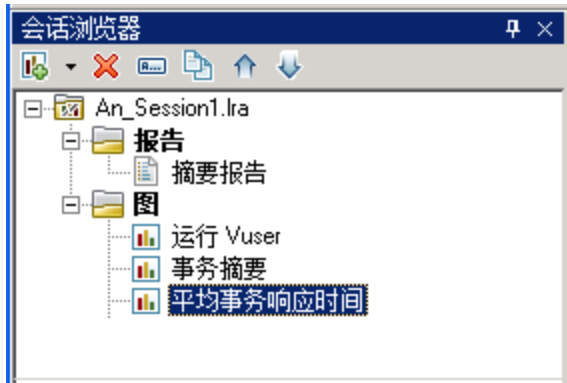 会话浏览器
An_Session1.lra
报告
摘要报告
图
运行 Vuser
事务摘要
平均事务响应时间